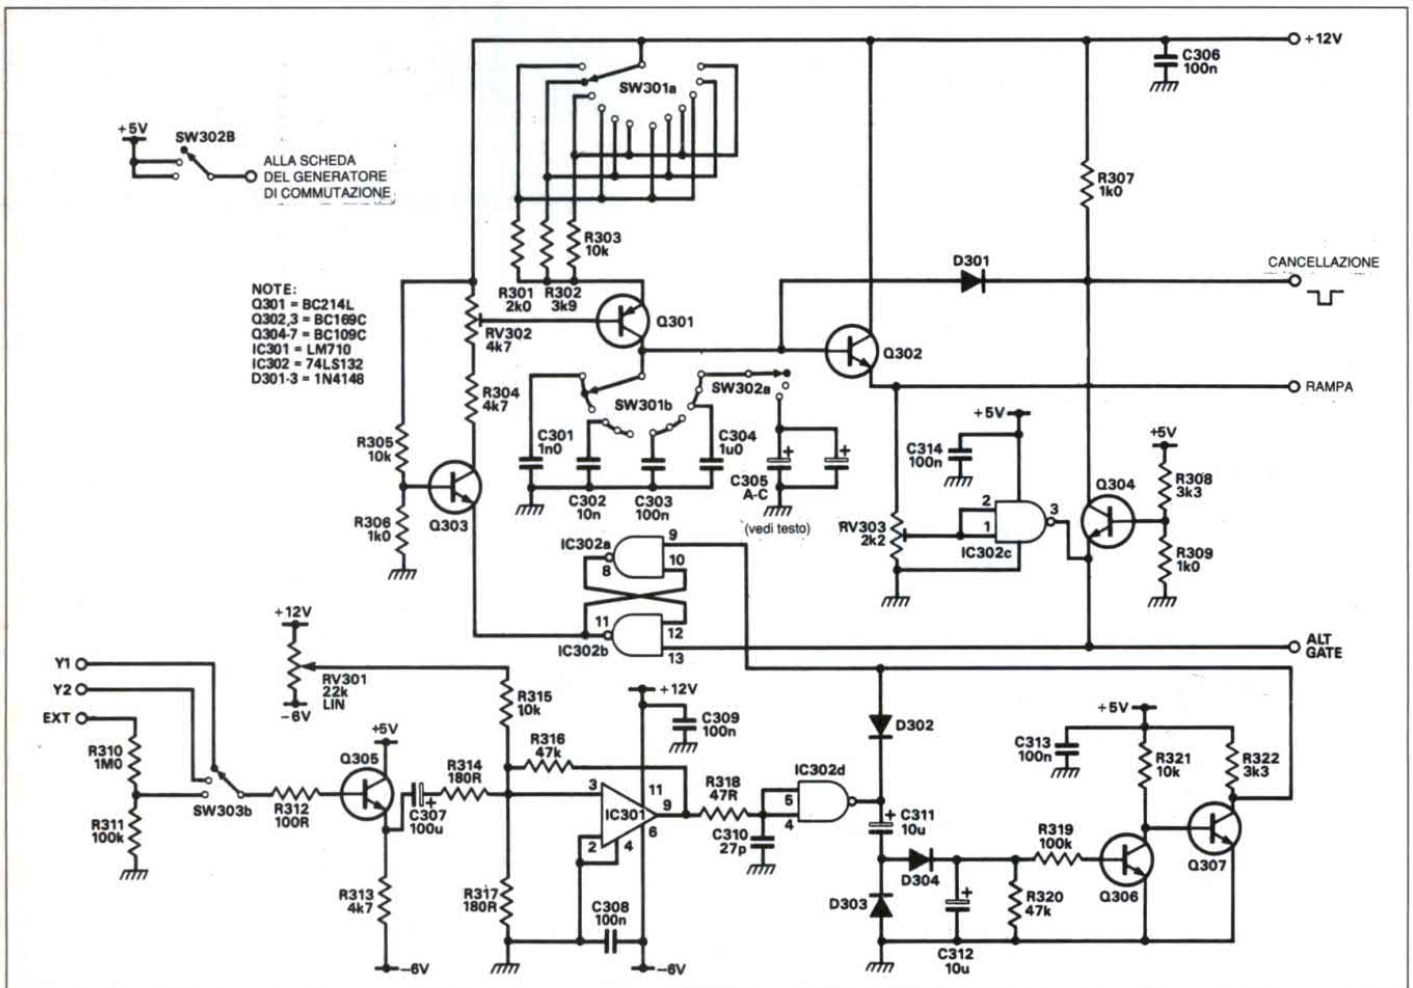 +12V
C306
100n
SW301a
+5V
SW302B
ALLA SCHEDA
DEL GENERATORE
DI COMMUTAZIONE
R307
1k0
R303
10k
D301
CANCELLAZIONE
NOTE:
Q301 = BC214L
Q302,3 = BC169C
Q304-7 = BC109C
IC301 = LM710
IC302 = 74LS132
D301-3 = 1N4148
R301
2k0
R302
3k9
Q301
RV302
4k7
Q302
R304
4k7
SW301b
SW302a
RAMPA
+5V
C314
100n
+5V
R305
10k
C301
1n0
C304
1u0
C305
A-C
(vedi testo)
R308
3k3
Q304
Q303
C302
10n
C303
100n
R306
1k0
RV303
2k2
2
1
3
IC302c
R309
1k0
IC302a
8
9
10
11
12
13
IC302b
ALT
GATE
+12V
Y1
Y2
EXT
RV301
22k
LIN
-6V
R315
10k
+12V
C309
100n
D302
+5V
C313
100n
R310
1M0
+5V
Q305
R314
180R
R316
47k
R318
47R
IC302d
R321
10k
R322
3k3
SW303b
R312
100R
C307
100u
3
11
IC301
9
2
4
6
5
4
C310
27p
C311
10u
R311
100k
R319
100k
Q307
D304
Q306
R313
4k7
R317
180R
C308
100n
D303
R320
47k
C312
10u
-6V
-6V